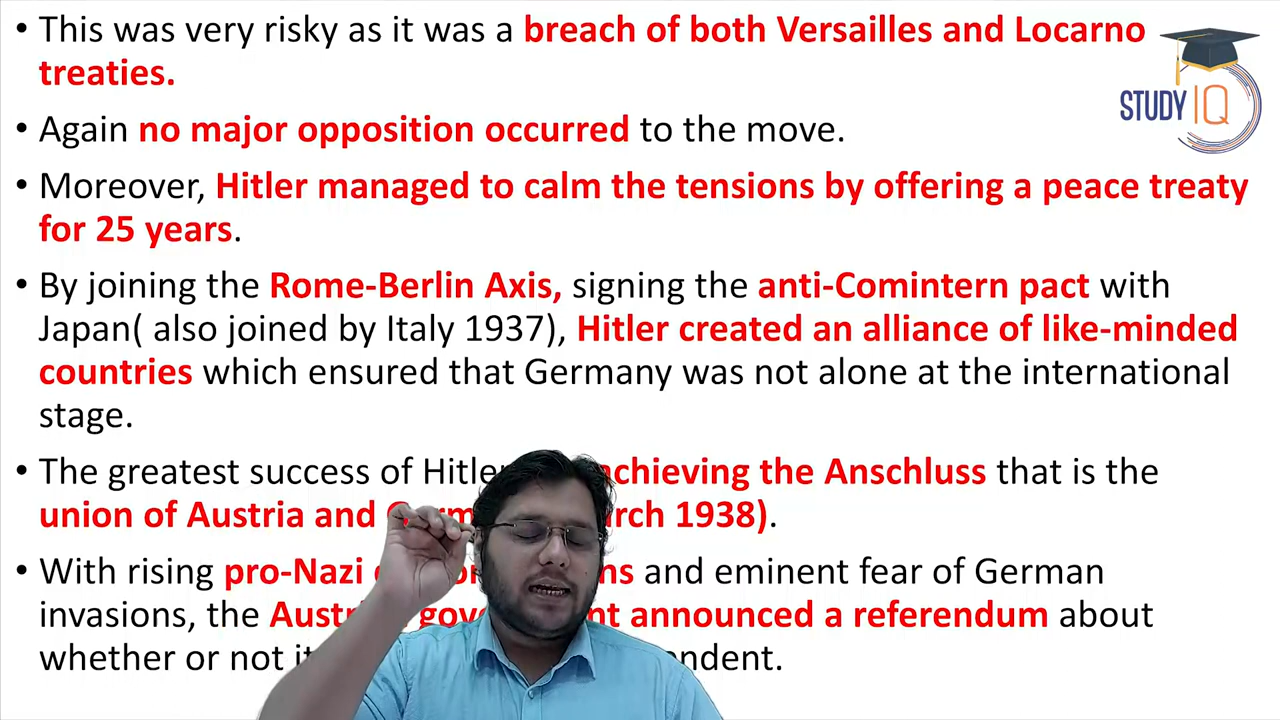 • This was very risky as it was a breach of both Versailles and Locarno
treaties.
• Again no major opposition occurred to the move.
• Moreover, Hitler managed to calm the tensions by offering a peace treaty
for 25 years.
• By joining the Rome-Berlin Axis, signing the anti-Comintern pact with
Japan( also joined by Italy 1937), Hitler created an alliance of like-minded
countries which ensured that Germany was not alone at the international
stage.
• The greatest success of Hitler achieving the Anschluss that is the
union of Austria and 1938).
• With rising pro-Nazi and eminent fear of German
invasions, the announced a referendum about
whether or not
STUDY IQ